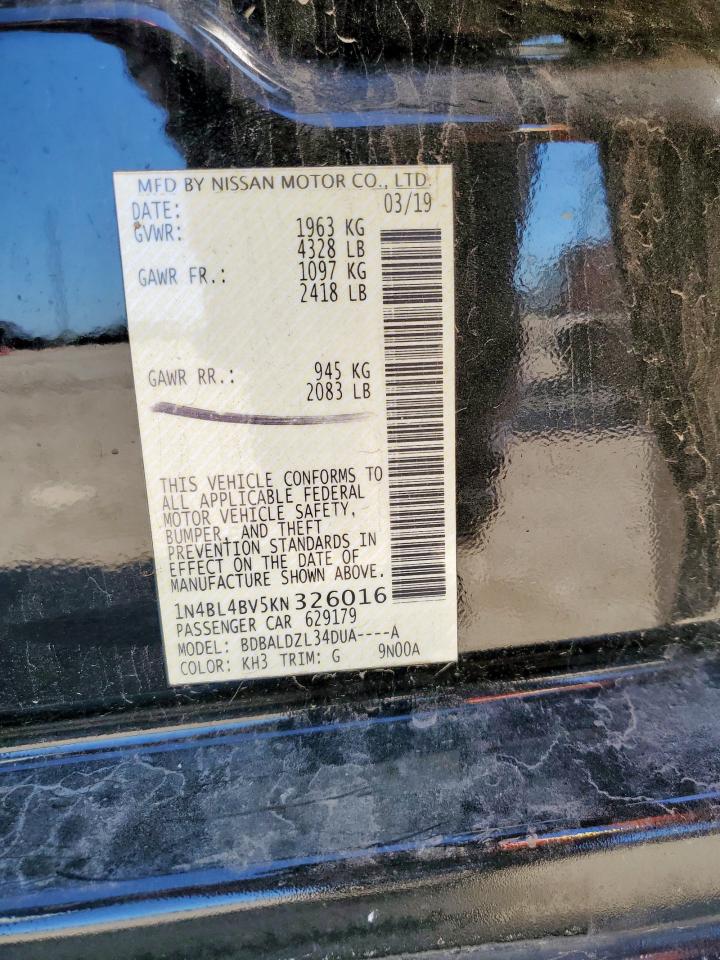 MFD BY NISSAN MOTOR CO., LTD.
DATE: 03/19
GVWR: 1963 KG
4328 LB
GAWR FR.: 1097 KG
2418 LB
GAWR RR.: 945 KG
2083 LB
THIS VEHICLE CONFORMS TO
ALL APPLICABLE FEDERAL
MOTOR VEHICLE SAFETY,
BUMPER, AND THEFT
PREVENTION STANDARDS IN
EFFECT ON THE DATE OF
MANUFACTURE SHOWN ABOVE.
1N4BL4BV5KN326016
PASSENGER CAR 629179
MODEL: BDBALDZL34DUA----A
COLOR: KH3 TRIM: G 9N00A